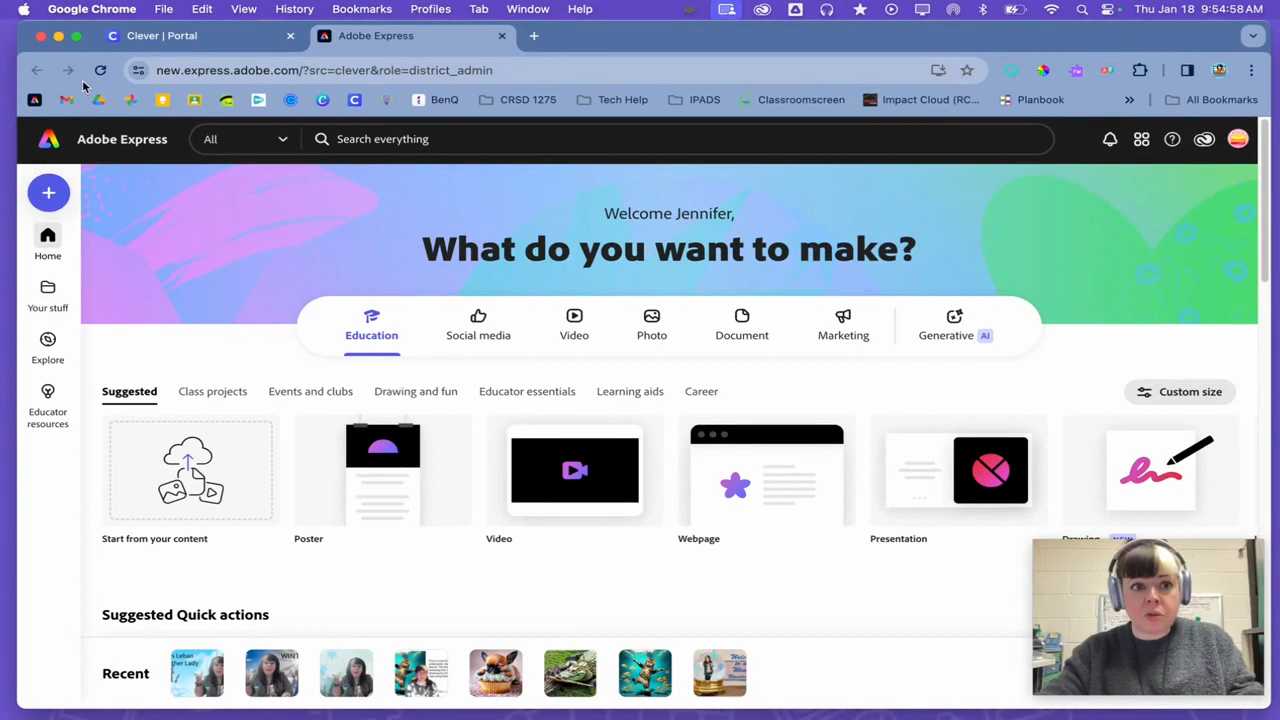 Google Chrome File Edit View History Bookmarks Profiles Tab Window Help Thu Jan 18 10:54:58 AM
Clever | Portal Adobe Express
new.express.adobe.com/?src=clever&role=district_admin
BenQ CRSD 1275 Tech Help IPADS Classroomscreen Impact Cloud (RC... Planbook » All Bookmarks
Adobe Express All Search everything
Welcome Jennifer,
What do you want to make?
Home
Your stuff
Explore
Educator resources
Education Social media Video Photo Document Marketing Generative AI
Suggested Class projects Events and clubs Drawing and fun Educator essentials Learning aids Career Custom size
Start from your content Poster Video Webpage Presentation Drawing NEW
Suggested Quick actions
Recent